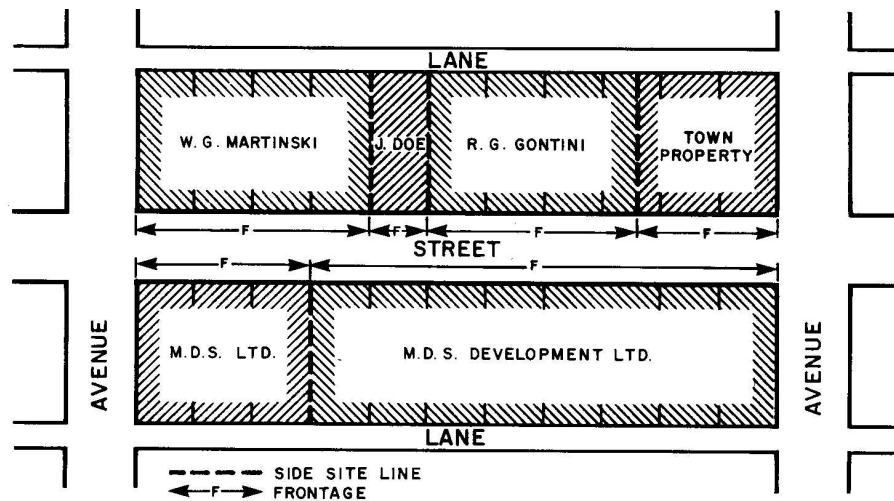 LANE
W. G. MARTINSKI
J. DOE
R. G. GONTINI
TOWN
PROPERTY
F F F F
STREET
F F
M.D.S. LTD.
M.D.S. DEVELOPMENT LTD.
AVENUE
AVENUE
LANE
SIDE SITE LINE
F FRONTAGE